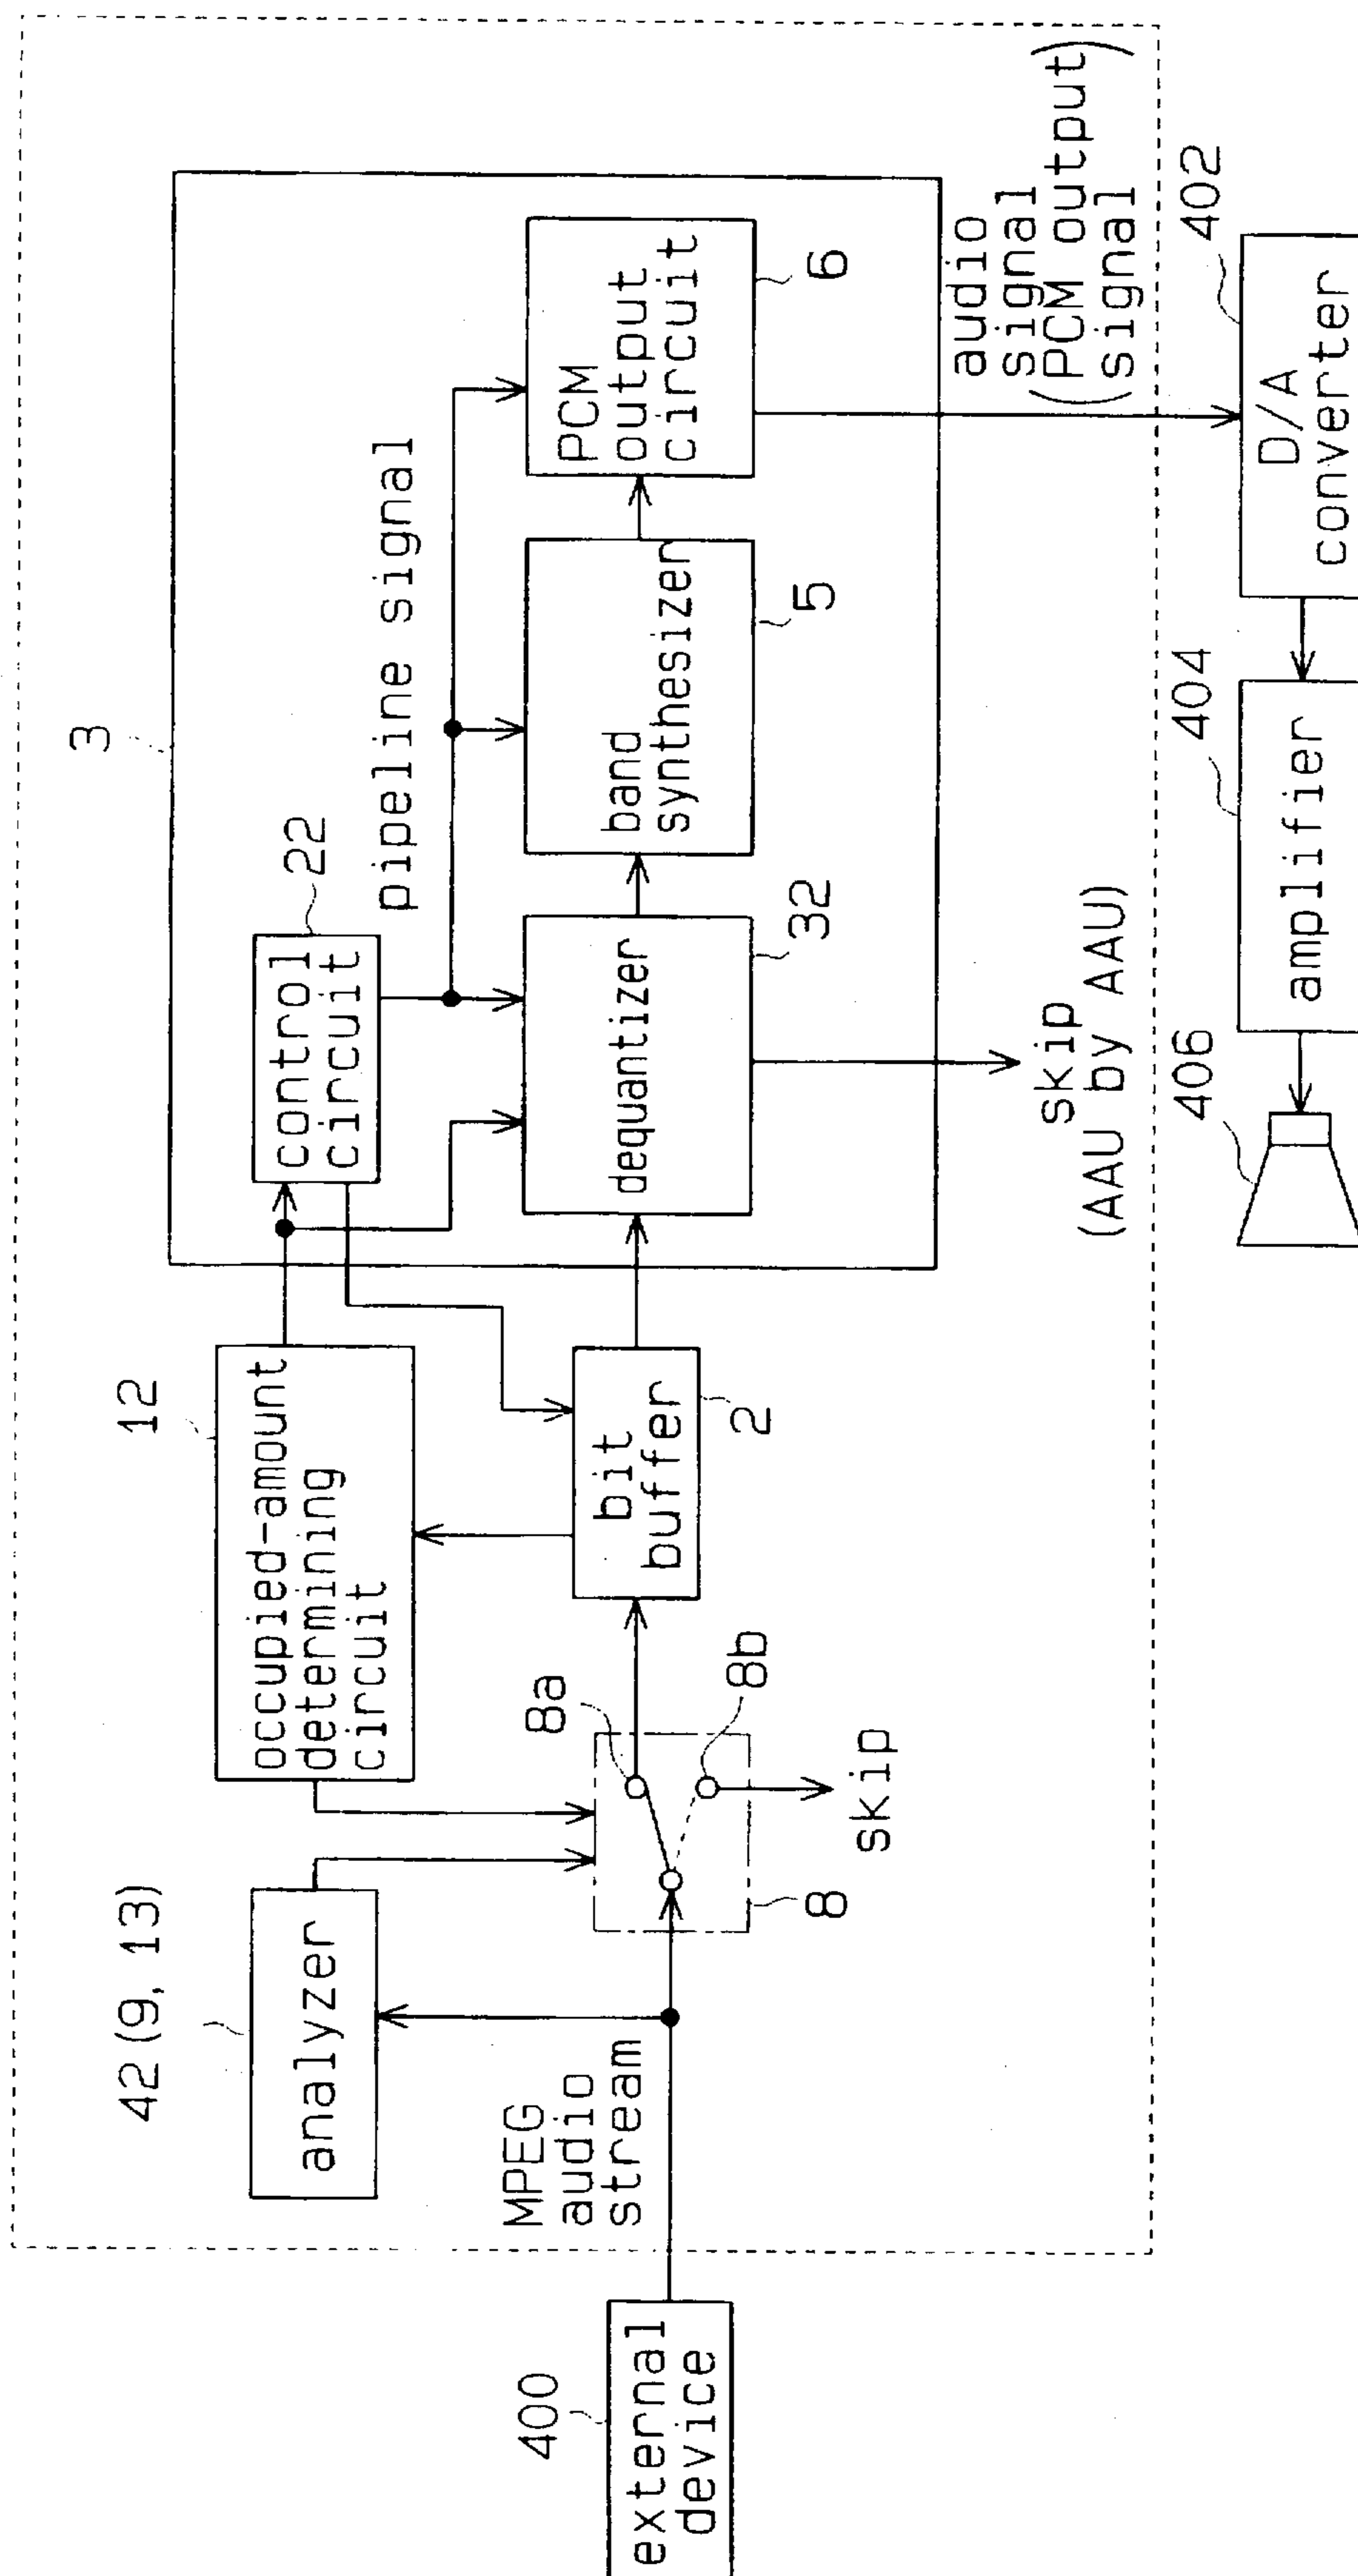 400
external
device
MPEG
audio
stream
42 (9, 13)
analyzer
8
8a
8b
skip
12
occupied-amount
determining
circuit
bit
buffer
2
3
control
circuit
22
pipeline signal
dequantizer
32
skip
(AAU by AAU)
band
synthesizer
5
PCM
output
circuit
6
audio
signal
(PCM output)
(signal )
402
D/A
converter
404
amplifier
406